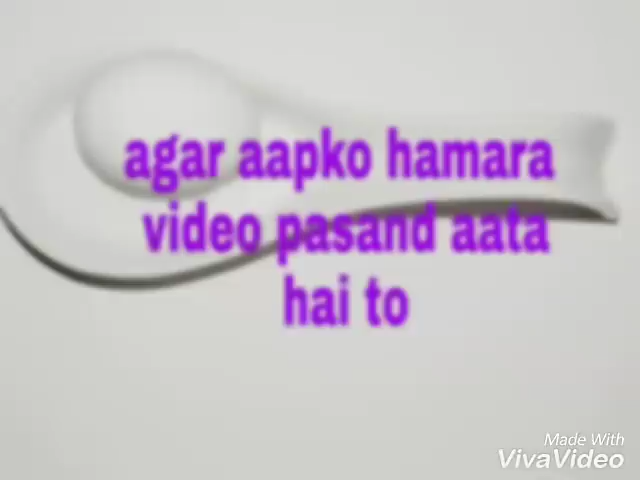 agar aapko hamara
video pasand aata
hai to
Made With
VivaVideo